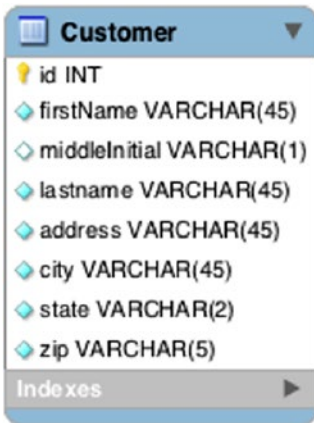 Customer
id INT
firstName VARCHAR(45)
middleInitial VARCHAR(1)
lastname VARCHAR(45)
address VARCHAR(45)
city VARCHAR(45)
state VARCHAR(2)
zip VARCHAR(5)
Indexes